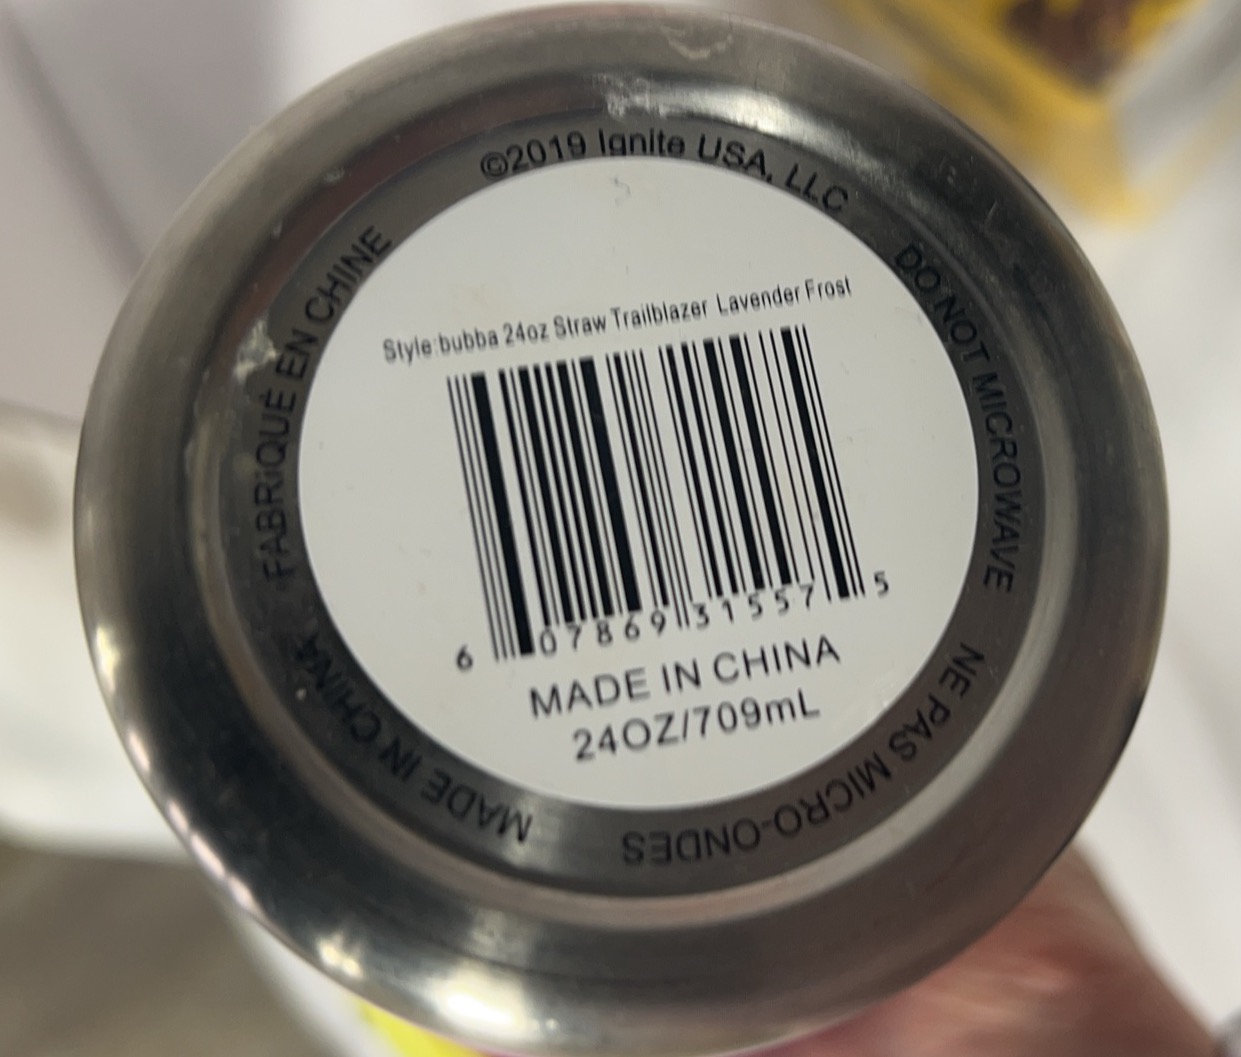 ©2019 Ignite USA, LLC
DO NOT MICROWAVE
NE PAS MICRO-ONDES
MADE IN CHINA
FABRIQUÉ EN CHINE
Style:bubba 24oz Straw Trailblazer Lavender Frost
6 07869 31557 5
MADE IN CHINA
24OZ/709mL